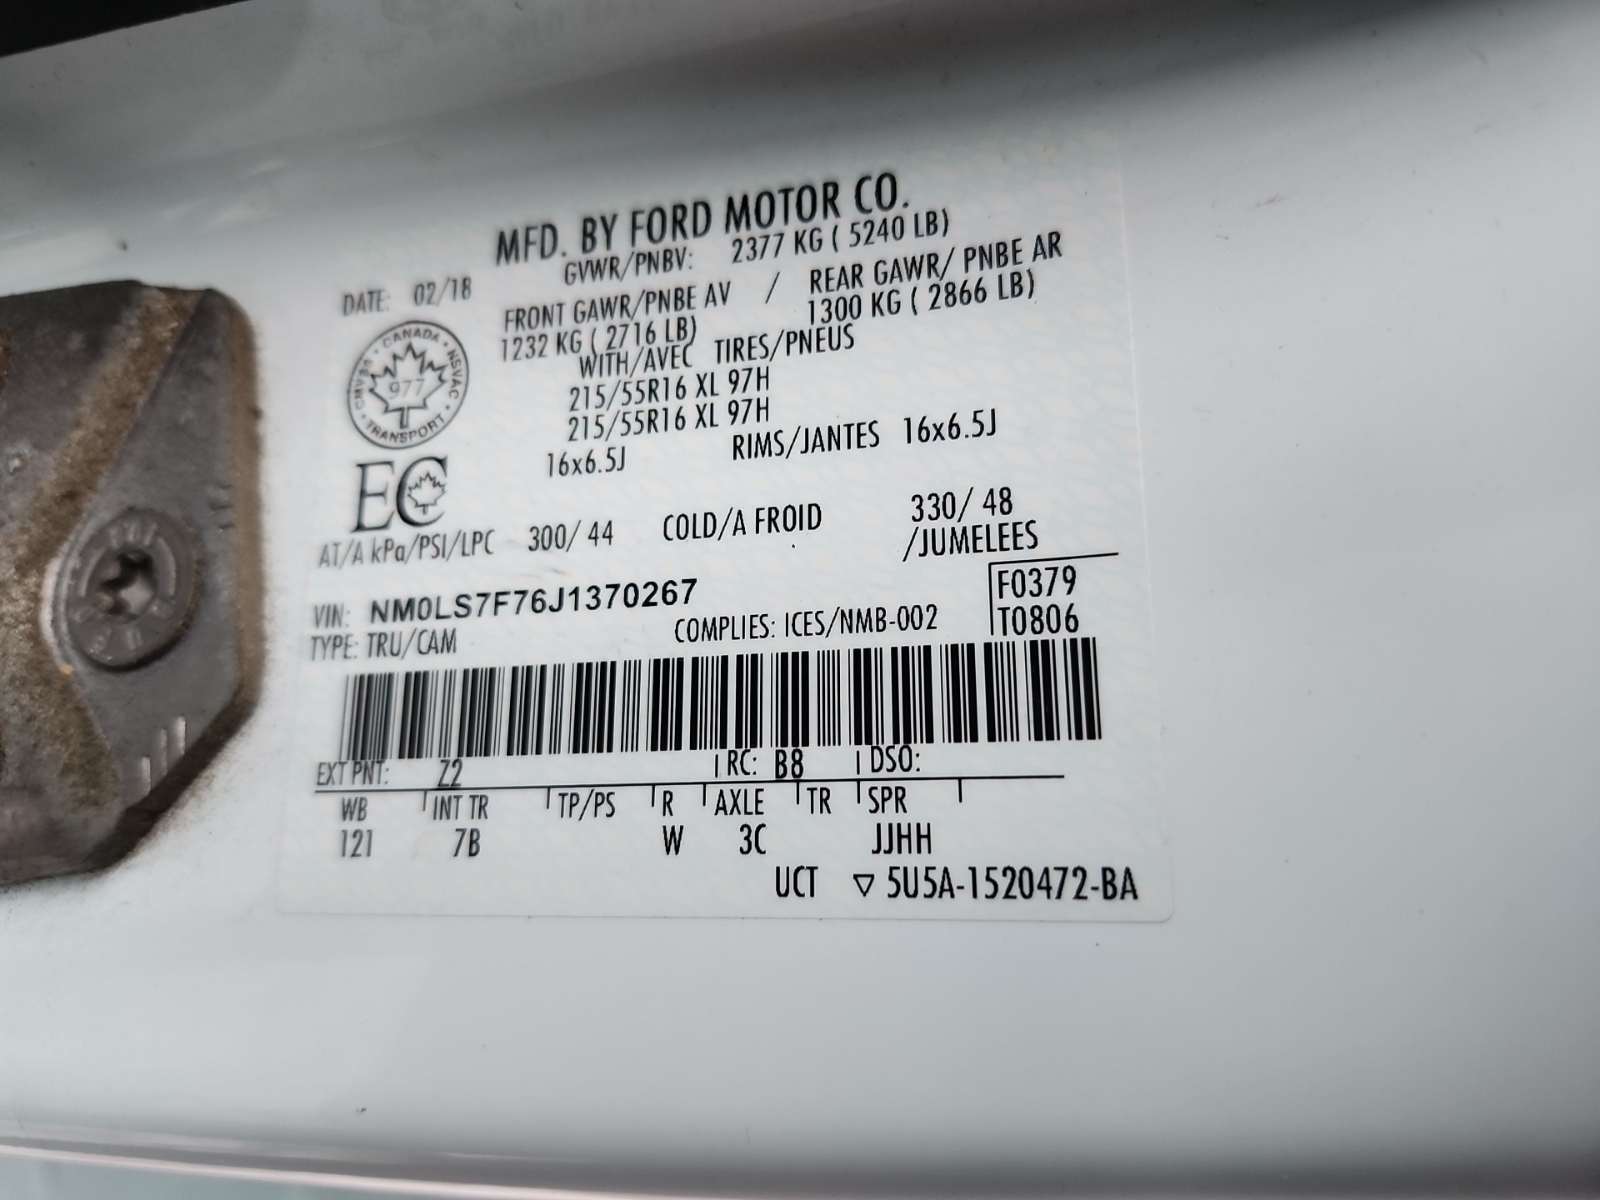 MFD. BY FORD MOTOR CO.
DATE: 02/18
GVWR/PNBV: 2377 KG ( 5240 LB)
FRONT GAWR/PNBE AV / REAR GAWR/ PNBE AR
1232 KG ( 2716 LB) 1300 KG ( 2866 LB)
WITH/AVEC TIRES/PNEUS
215/55R16 XL 97H
215/55R16 XL 97H
16x6.5J RIMS/JANTES 16x6.5J
CANADA
NSVAC
TRANSPORT
977
EC
AT/A kPa/PSI/LPC 300/ 44 COLD/A FROID 330/ 48
/JUMELEES
VIN: NM0LS7F76J1370267
F0379
TYPE: TRU/CAM COMPLIES: ICES/NMB-002 T0806
EXT PNT: Z2 RC: B8 DSO:
WB INT TR TP/PS R AXLE TR SPR
121 7B W 3C JJHH
UCT ▽ 5U5A-1520472-BA